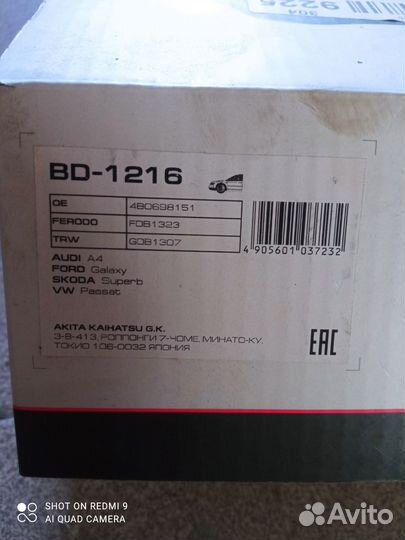 304
9225
BD-1216
OE 4B0698151
FERODO FDB1323
TRW GDB1307
4 905601 037232
AUDI A4
FORD Galaxy
SKODA Superb
VW Passat
AKITA KAIHATSU G.K.
3-8-413, РОППОНГИ 7-ЧОМЕ, МИНАТО-КУ,
ТОКИО 106-0032 ЯПОНИЯ
EAC
SHOT ON REDMI 9
AI QUAD CAMERA
Avito